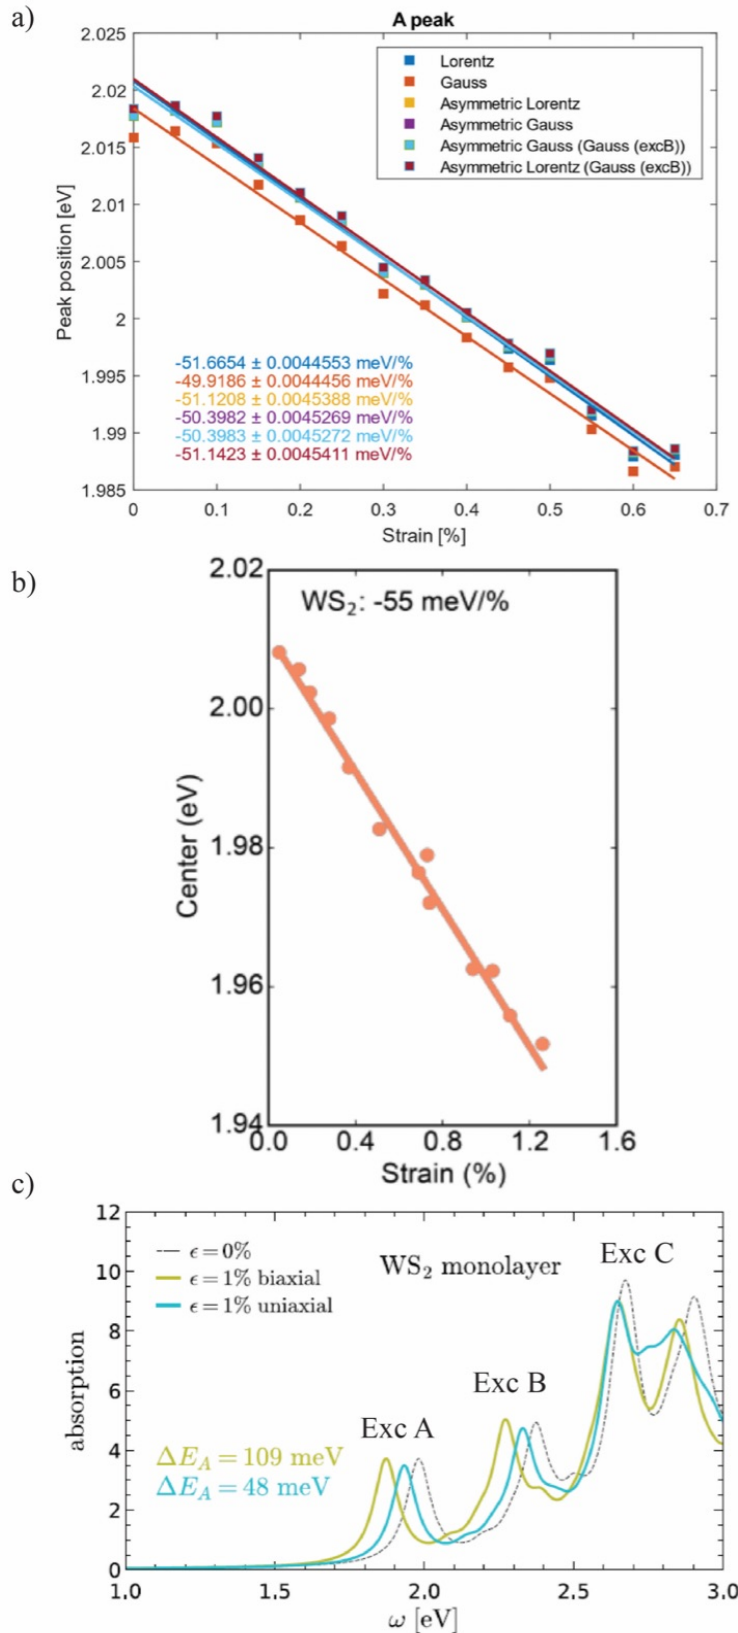 a)
A peak
2.025
2.02
2.015
2.01
2.005
2
1.995
1.99
1.985
Peak position [eV]
Lorentz
Gauss
Asymmetric Lorentz
Asymmetric Gauss
Asymmetric Gauss (Gauss (excB))
Asymmetric Lorentz (Gauss (excB))
-51.6654 ± 0.0044553 meV/%
-49.9186 ± 0.0044456 meV/%
-51.1208 ± 0.0045388 meV/%
-50.3982 ± 0.0045269 meV/%
-50.3983 ± 0.0045272 meV/%
-51.1423 ± 0.0045411 meV/%
0 0.1 0.2 0.3 0.4 0.5 0.6 0.7
Strain [%]
b)
WS₂: -55 meV/%
2.02
2.00
1.98
1.96
1.94
Center (eV)
0.0 0.4 0.8 1.2 1.6
Strain (%)
c)
12
10
8
6
4
2
0
absorption
ϵ = 0%
ϵ = 1% biaxial
ϵ = 1% uniaxial
WS₂ monolayer
Exc C
Exc B
Exc A
ΔE_A = 109 meV
ΔE_A = 48 meV
1.0 1.5 2.0 2.5 3.0
ω [eV]